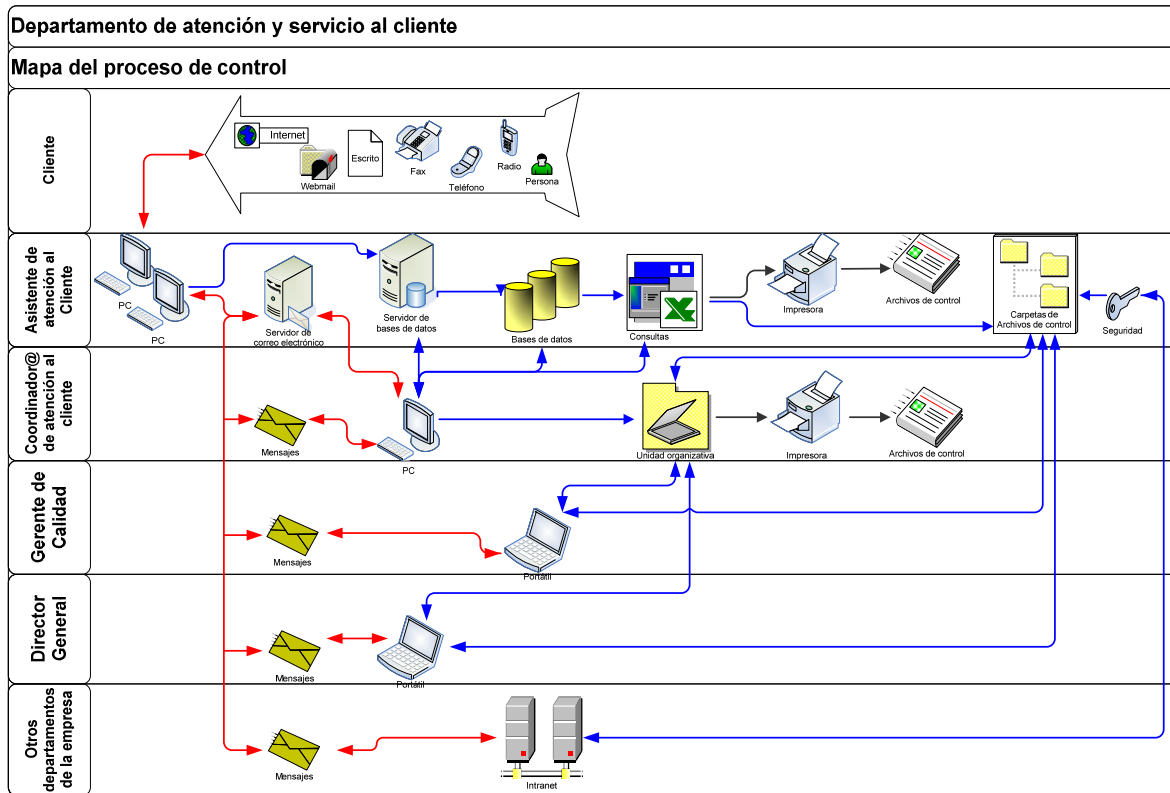 Departamento de atención y servicio al cliente
Mapa del proceso de control
Cliente
Internet
Webmail
Escrito
Fax
Teléfono
Radio
Persona
Asistente de
atención al
Cliente
PC
PC
Servidor de
correo electrónico
Servidor de
bases de datos
Bases de datos
Consultas
Impresora
Archivos de control
Carpetas de
Archivos de control
Seguridad
Coordinador@
de atención al
cliente
Mensajes
PC
Unidad organizativa
Impresora
Archivos de control
Gerente de
Calidad
Mensajes
Portátil
Director
General
Mensajes
Portátil
Otros
departamentos
de la empresa
Mensajes
Intranet